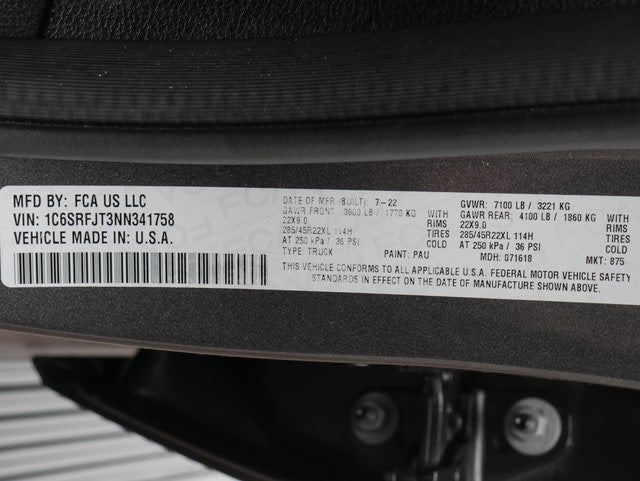 MFD BY: FCA US LLC
VIN: 1C6SRFJT3NN341758
VEHICLE MADE IN: U.S.A.
DATE OF MFR (BUILT): 7-22
GAWR FRONT: 3900 LB / 1770 KG WITH
22X9.0 RIMS
285/45R22XL 114H TIRES
AT 250 kPa / 36 PSI COLD
TYPE: TRUCK PAINT: PAU
GVWR: 7100 LB / 3221 KG
GAWR REAR: 4100 LB / 1860 KG WITH
22X9.0 RIMS
285/45R22XL 114H TIRES
AT 250 kPa / 36 PSI COLD
MDH: 071618 MKT: 875
THIS VEHICLE CONFORMS TO ALL APPLICABLE U.S.A. FEDERAL MOTOR VEHICLE SAFETY
STANDARDS IN EFFECT ON THE DATE OF MANUFACTURE SHOWN ABOVE.